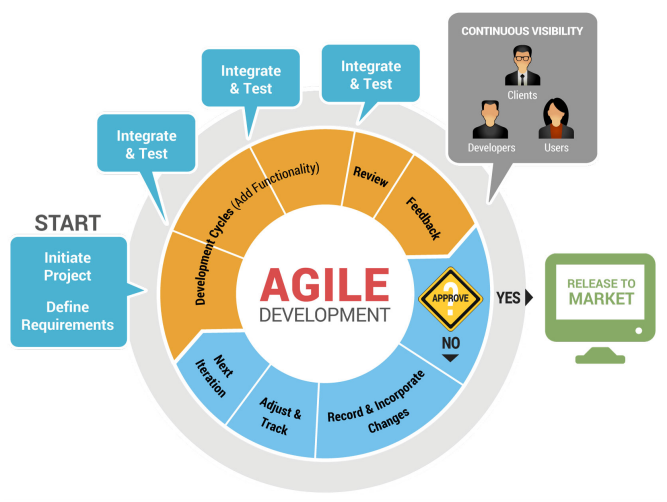 CONTINUOUS VISIBILITY
Clients
Developers
Users
Integrate
& Test
Integrate
& Test
Integrate
& Test
START
Initiate
Project
Define
Requirements
Development Cycles (Add Functionality)
Review
Feedback
AGILE
DEVELOPMENT
?
APPROVE
YES
RELEASE TO
MARKET
NO
Record & Incorporate
Changes
Adjust &
Track
Next
Iteration